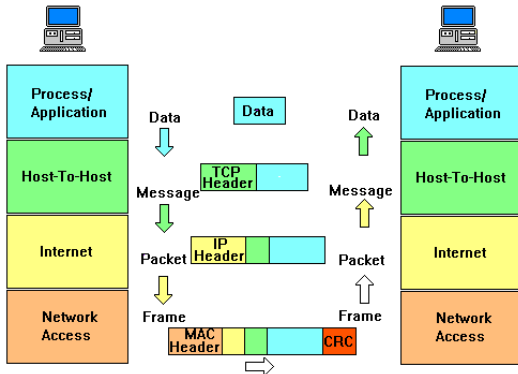 Process/
Application
Host-To-Host
Internet
Network
Access
Data
Message
Packet
Frame
Data
TCP
Header
IP
Header
MAC
Header
CRC
Data
Message
Packet
Frame
Process/
Application
Host-To-Host
Internet
Network
Access